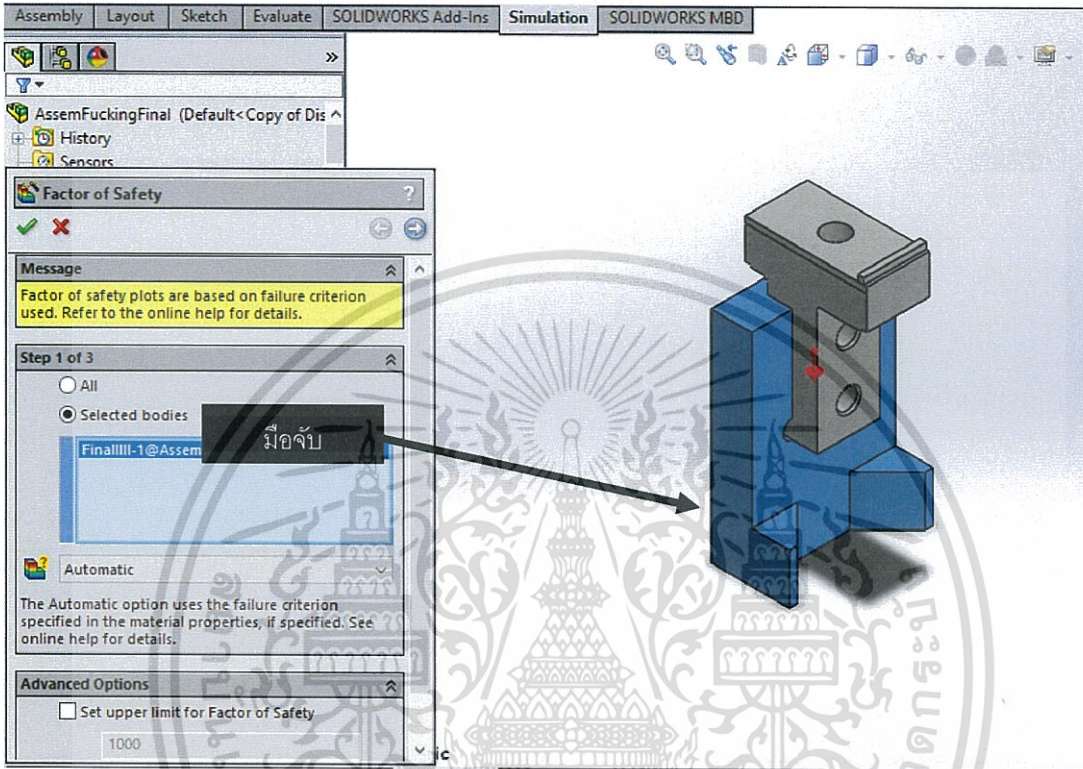 Assembly Layout Sketch Evaluate SOLIDWORKS Add-Ins Simulation SOLIDWORKS MBD
AssemFuckingFinal (Default<Copy of Dis
History
Sensors
Factor of Safety ?
Message
Factor of safety plots are based on failure criterion
used. Refer to the online help for details.
Step 1 of 3
All
Selected bodies
มือจับ
FinalIIII-1@Assem
Automatic
The Automatic option uses the failure criterion
specified in the material properties, if specified. See
online help for details.
Advanced Options
Set upper limit for Factor of Safety
1000
ic